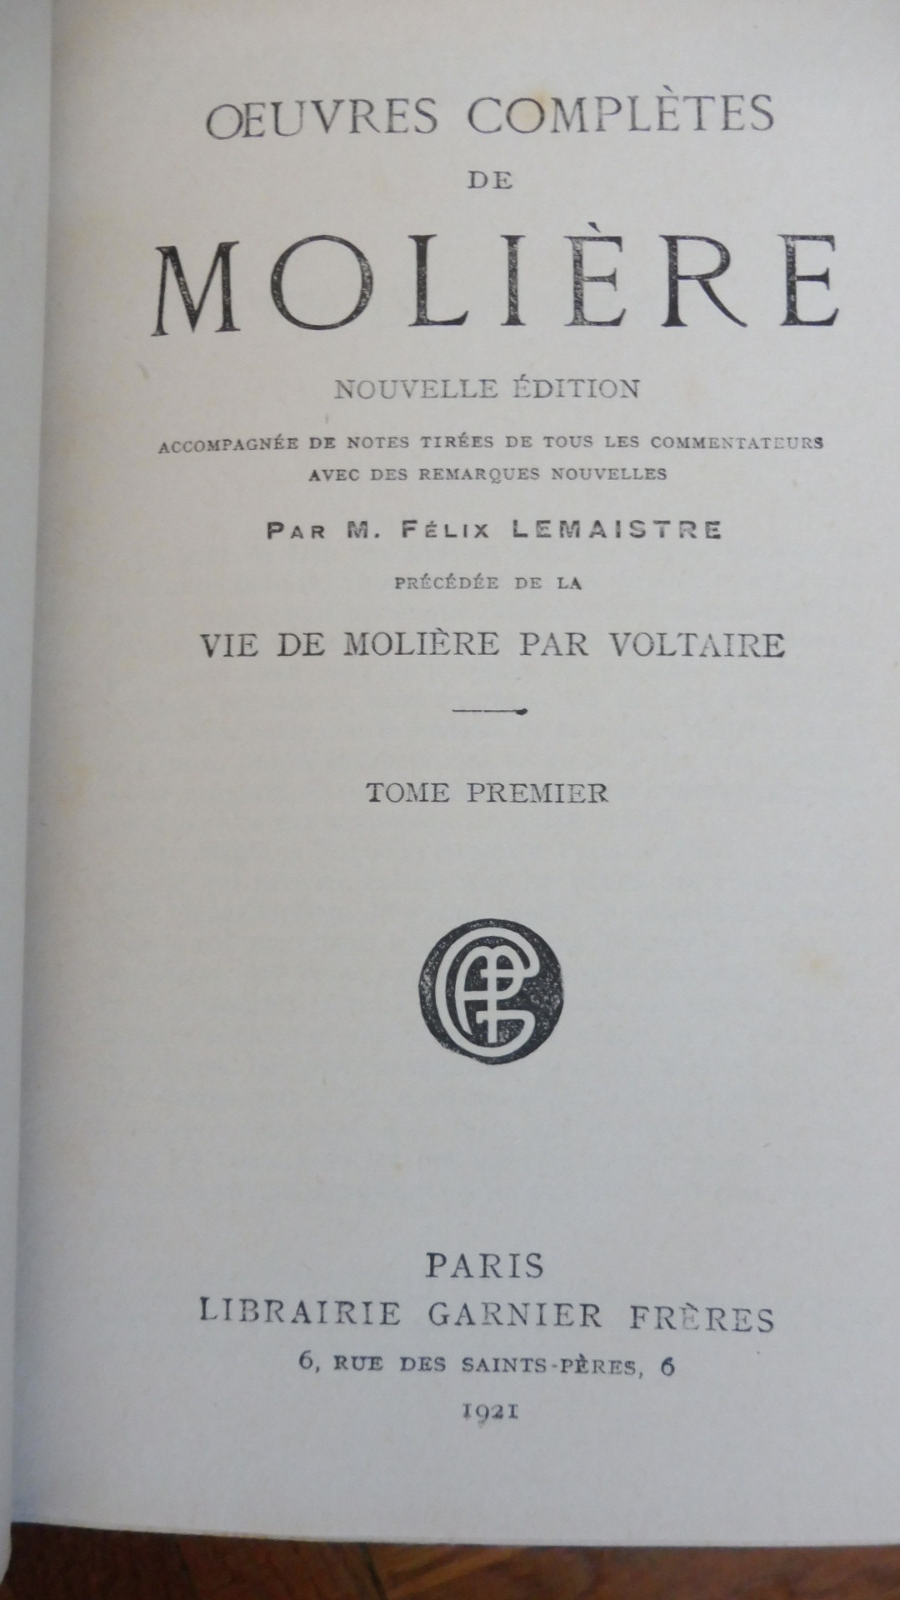 OEUVRES COMPLÈTES
DE
MOLIÈRE
NOUVELLE ÉDITION
ACCOMPAGNÉE DE NOTES TIRÉES DE TOUS LES COMMENTATEURS
AVEC DES REMARQUES NOUVELLES
PAR M. FÉLIX LEMAISTRE
PRÉCÉDÉE DE LA
VIE DE MOLIÈRE PAR VOLTAIRE
TOME PREMIER
PARIS
LIBRAIRIE GARNIER FRÈRES
6, RUE DES SAINTS-PÈRES, 6
1921